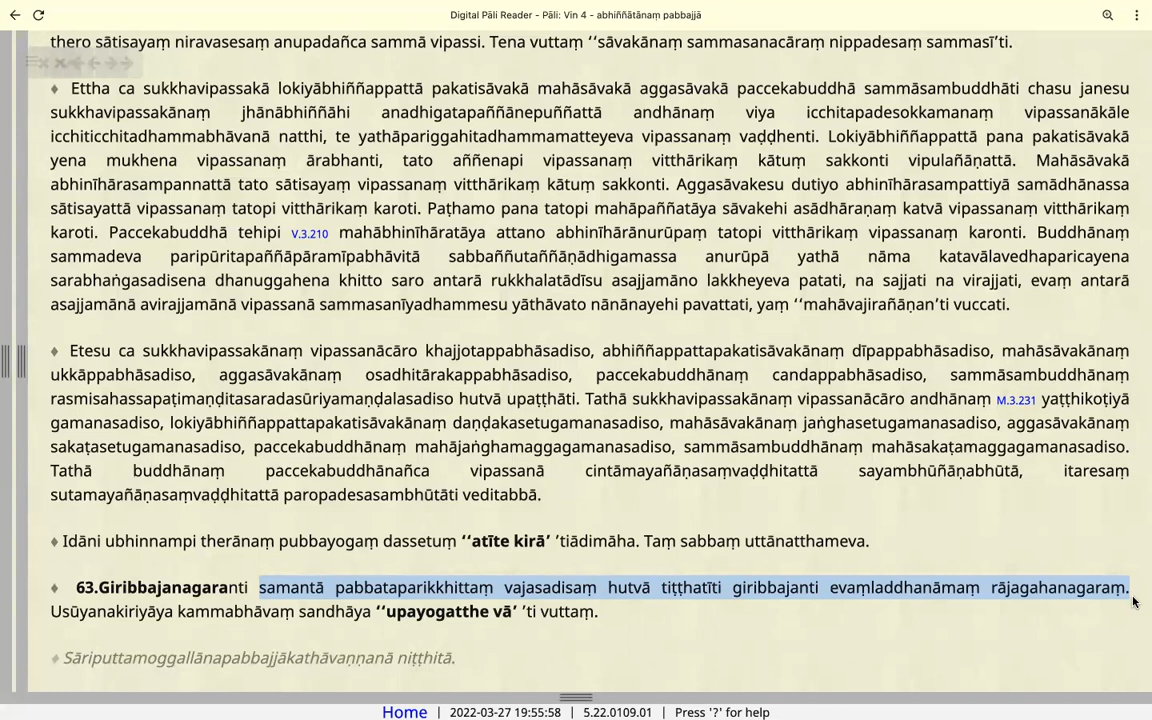 Digital Pāli Reader - Pāli: Vin 4 - abhiññātānaṃ pabbajjā
thero sātisayaṃ niravasesaṃ anupadañca sammā vipassi. Tena vuttaṃ ‘‘sāvakānaṃ sammasanacāraṃ nippadesaṃ sammasī’ti.
♦ Ettha ca sukkhavipassakā lokiyābhiññappattā pakatisāvakā mahāsāvakā aggasāvakā paccekabuddhā sammāsambuddhāti chasu janesu
sukkhavipassakānaṃ jhānābhiññāhi anadhigatapaññānepuññattā andhānaṃ viya icchitapadesokkamanaṃ vipassanākāle
icchiticchitadhammabhāvanā natthi, te yathāpariggahitadhammamatteyeva vipassanaṃ vaḍḍhenti. Lokiyābhiññappattā pana pakatisāvakā
yena mukhena vipassanaṃ ārabhanti, tato aññenapi vipassanaṃ vitthārikaṃ kātuṃ sakkonti vipulañāṇattā. Mahāsāvakā
abhinīhārasampannattā tato sātisayaṃ vipassanaṃ vitthārikaṃ kātuṃ sakkonti. Aggasāvakesu dutiyo abhinīhārasampattiyā samādhānassa
sātisayattā vipassanaṃ tatopi vitthārikaṃ karoti. Paṭhamo pana tatopi mahāpaññatāya sāvakehi asādhāraṇaṃ katvā vipassanaṃ vitthārikaṃ
karoti. Paccekabuddhā tehipi V.3.210 mahābhinīhāratāya attano abhinīhārānurūpaṃ tatopi vitthārikaṃ vipassanaṃ karonti. Buddhānaṃ
sammadeva paripūritapaññāpāramīpabhāvitā sabbaññutaññāṇādhigamassa anurūpā yathā nāma katavālavedhaparicayena
sarabhaṅgasadisena dhanuggahena khitto saro antarā rukkhalatādīsu asajjamāno lakkheyeva patati, na sajjati na virajjati, evaṃ antarā
asajjamānā avirajjamānā vipassanā sammasanīyadhammesu yāthāvato nānānayehi pavattati, yaṃ ‘‘mahāvajirañāṇan’ti vuccati.
♦ Etesu ca sukkhavipassakānaṃ vipassanācāro khajjotappabhāsadiso, abhiññappattapakatisāvakānaṃ dīpappabhāsadiso, mahāsāvakānaṃ
ukkāppabhāsadiso, aggasāvakānaṃ osadhitārakappabhāsadiso, paccekabuddhānaṃ candappabhāsadiso, sammāsambuddhānaṃ
rasmisahassapaṭimaṇḍitasaradasūriyamaṇḍalasadiso hutvā upaṭṭhāti. Tathā sukkhavipassakānaṃ vipassanācāro andhānaṃ M.3.231 yaṭṭhikoṭiyā
gamanasadiso, lokiyābhiññappattapakatisāvakānaṃ daṇḍakasetugamanasadiso, mahāsāvakānaṃ jaṅghasetugamanasadiso, aggasāvakānaṃ
sakaṭasetugamanasadiso, paccekabuddhānaṃ mahājaṅghamaggagamanasadiso, sammāsambuddhānaṃ mahāsakaṭamaggagamanasadiso.
Tathā buddhānaṃ paccekabuddhānañca vipassanā cintāmayañāṇasaṃvaḍḍhitattā sayambhūñāṇabhūtā, itaresaṃ
sutamayañāṇasaṃvaḍḍhitattā paropadesasambhūtāti veditabbā.
♦ Idāni ubhinnampi therānaṃ pubbayogaṃ dassetuṃ ‘‘atīte kirā’ ’tiādimāha. Taṃ sabbaṃ uttānatthameva.
♦ 63.Giribbajanagaranti samantā pabbataparikkhittaṃ vajasadisaṃ hutvā tiṭṭhatīti giribbajanti evaṃladdhanāmaṃ rājagahanagaraṃ.
Usūyanakiriyāya kammabhāvaṃ sandhāya ‘‘upayogatthe vā’ ’ti vuttaṃ.
♦ Sāriputtamoggallānapabbajjākathāvaṇṇanā niṭṭhitā.
Home | 2022-03-27 19:55:58 | 5.22.0109.01 | Press '?' for help